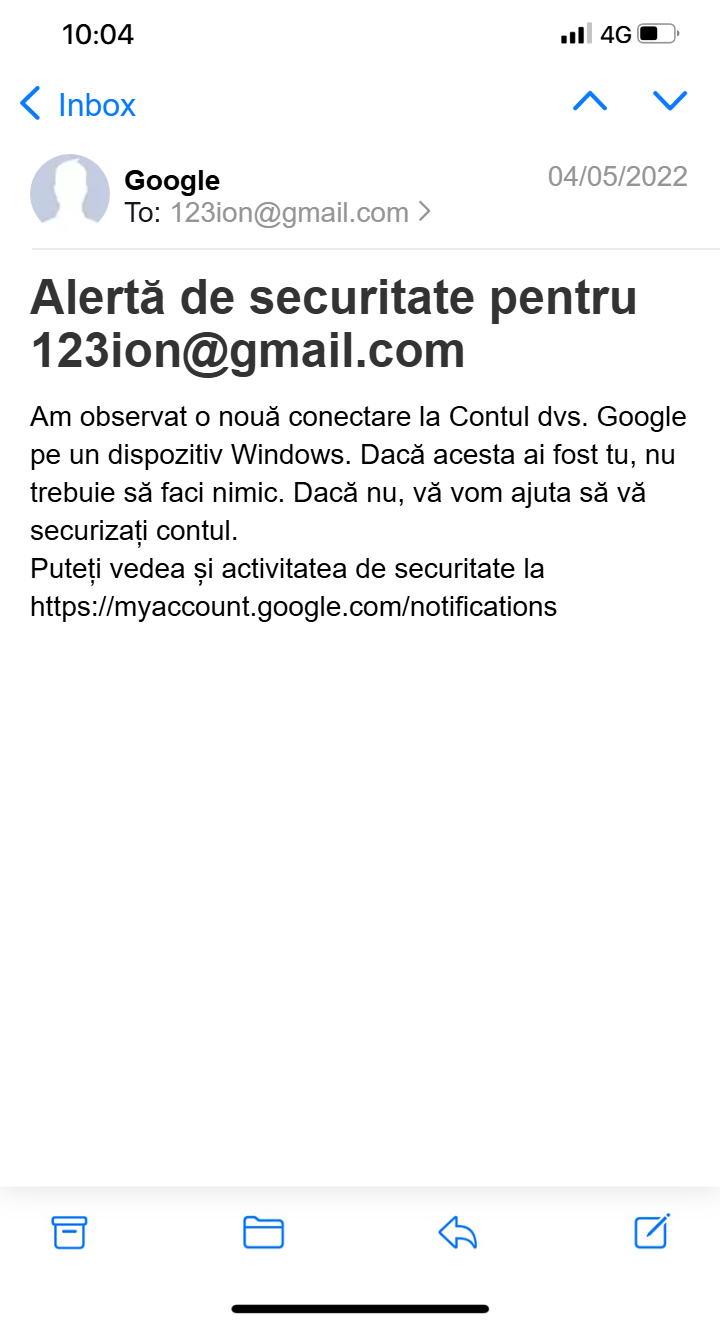 10:04
4G
Inbox
Google
04/05/2022
To: 123ion@gmail.com
Alertă de securitate pentru
123ion@gmail.com
Am observat o nouă conectare la Contul dvs. Google
pe un dispozitiv Windows. Dacă acesta ai fost tu, nu
trebuie să faci nimic. Dacă nu, vă vom ajuta să vă
securizați contul.
Puteți vedea și activitatea de securitate la
https://myaccount.google.com/notifications